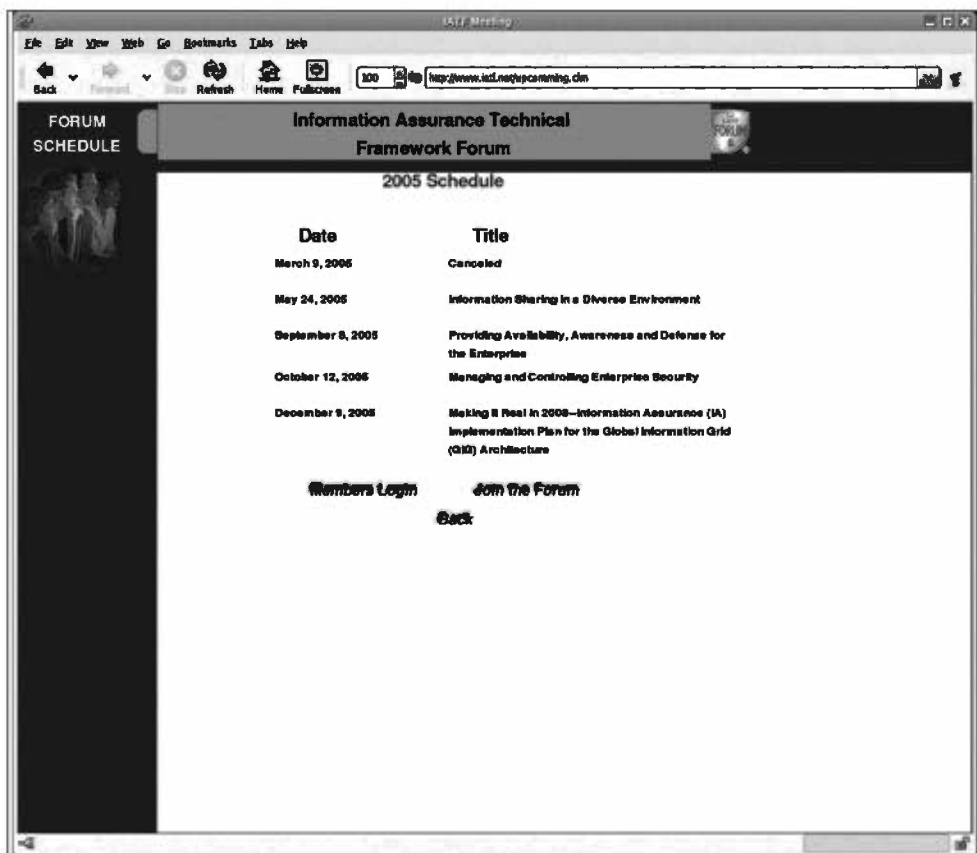 IATF Meeting
File Edit View Web Go Bookmarks Tabs Help
Back Forward Stop Refresh Home Fullscreen
100
FORUM
SCHEDULE
Information Assurance Technical
Framework Forum
FORUM
2005 Schedule
Date Title
March 9, 2005 Canceled
May 24, 2005 Information Sharing in a Diverse Environment
September 8, 2005 Providing Availability, Awareness and Defense for
the Enterprise
October 12, 2005 Managing and Controlling Enterprise Security
December 9, 2005 Making it Real in 2008--Information Assurance (IA)
Implementation Plan for the Global Information Grid
(GIG) Architecture
Members Login Join the Forum
Back